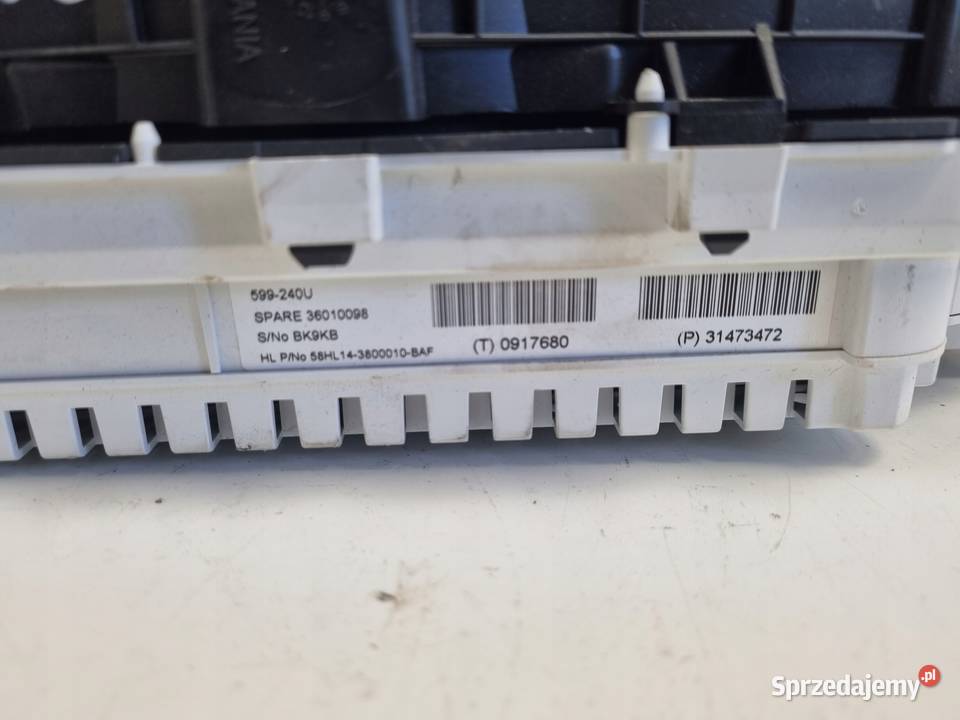 ANIA
599-240U
SPARE 36010098
S/No BK9KB
HL P/No 58HL14-3800010-BAF
(T) 0917680
(P) 31473472
Sprzedajemy.pl